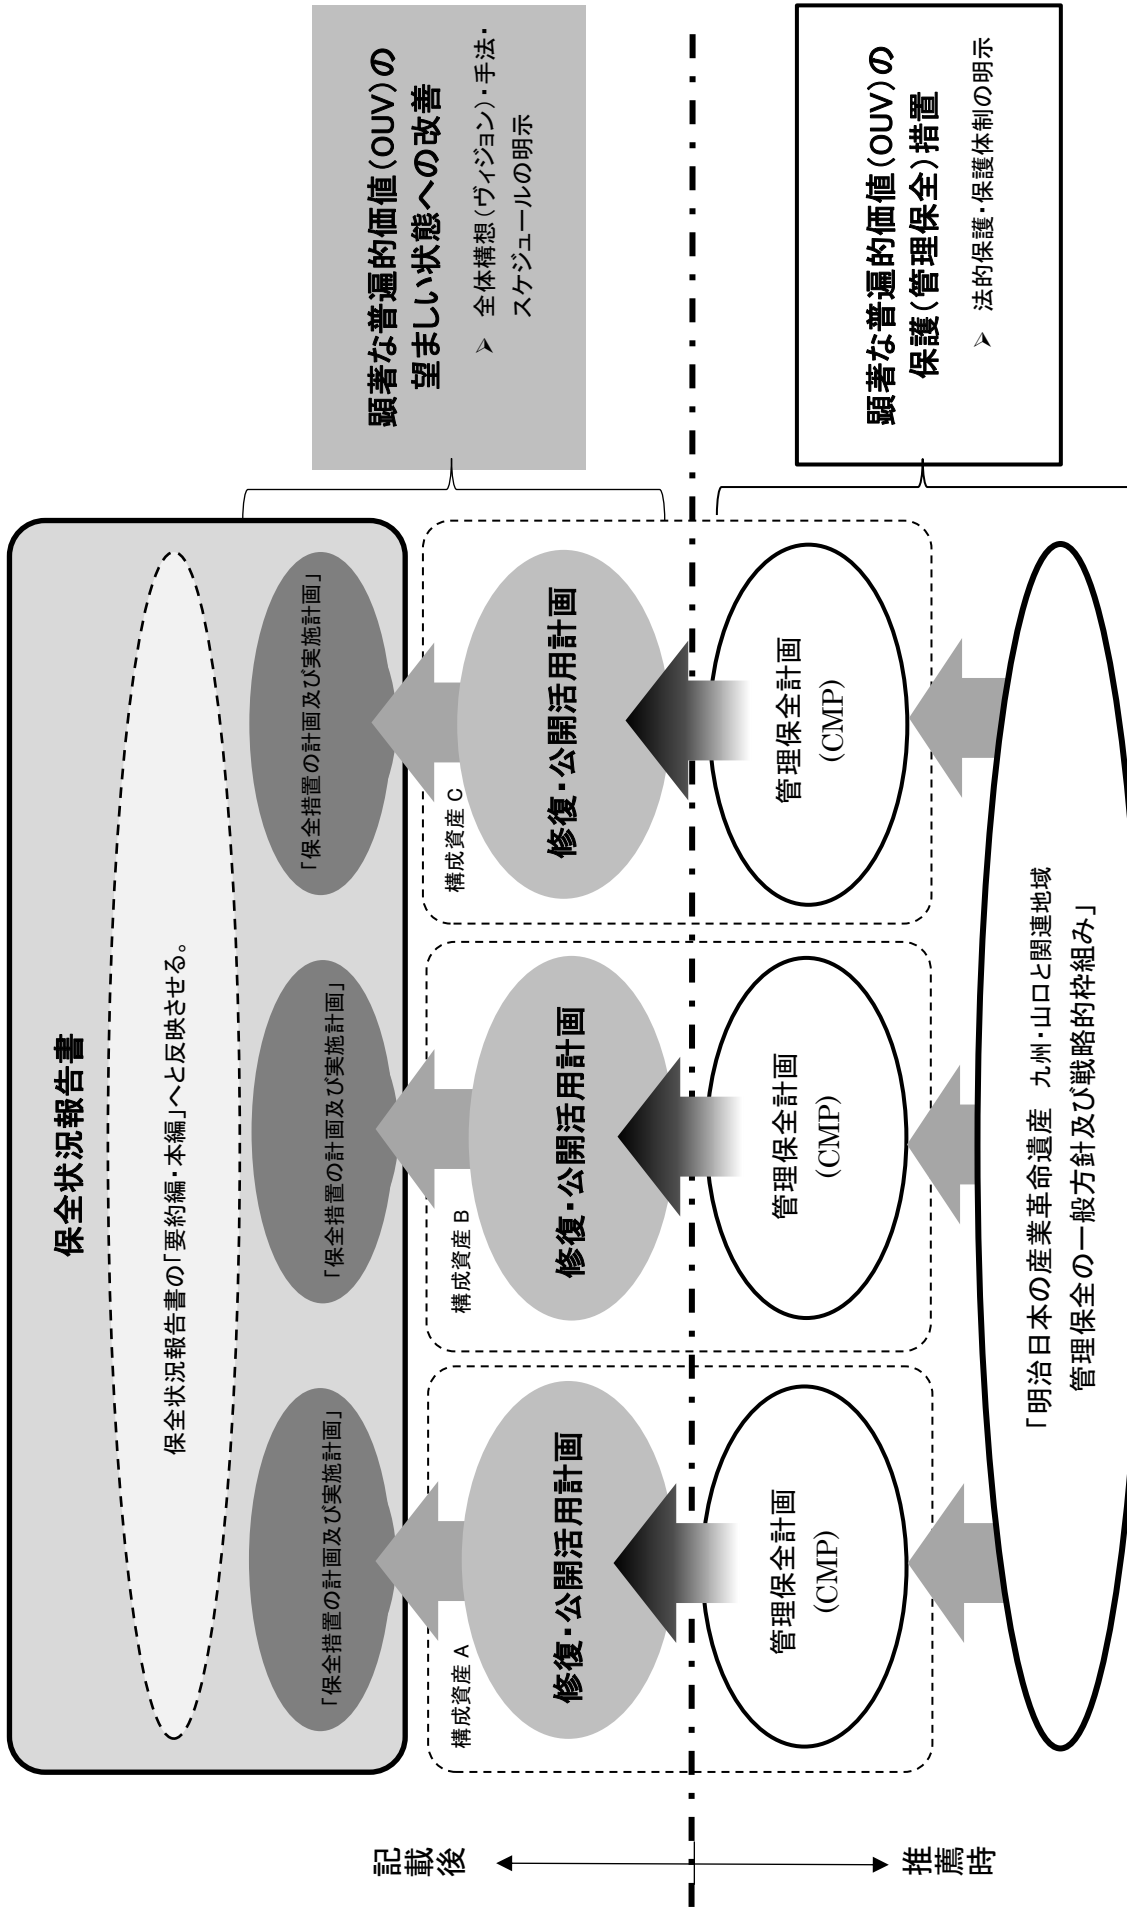 保全状況報告書
保全状況報告書の「要約編・本編」へと反映させる。
「保全措置の計画及び実施計画」
「保全措置の計画及び実施計画」
「保全措置の計画及び実施計画」
構成資産 A
構成資産 B
構成資産 C
修復・公開活用計画
修復・公開活用計画
修復・公開活用計画
管理保全計画
(CMP)
管理保全計画
(CMP)
管理保全計画
(CMP)
「明治日本の産業革命遺産　九州・山口と関連地域
管理保全の一般方針及び戦略的枠組み」
記載後
推薦時
顕著な普遍的価値（OUV）の
望ましい状態への改善
➢ 全体構想（ヴィジョン）・手法・
スケジュールの明示
顕著な普遍的価値（OUV）の
保護（管理保全）措置
➢ 法的保護・保護体制の明示